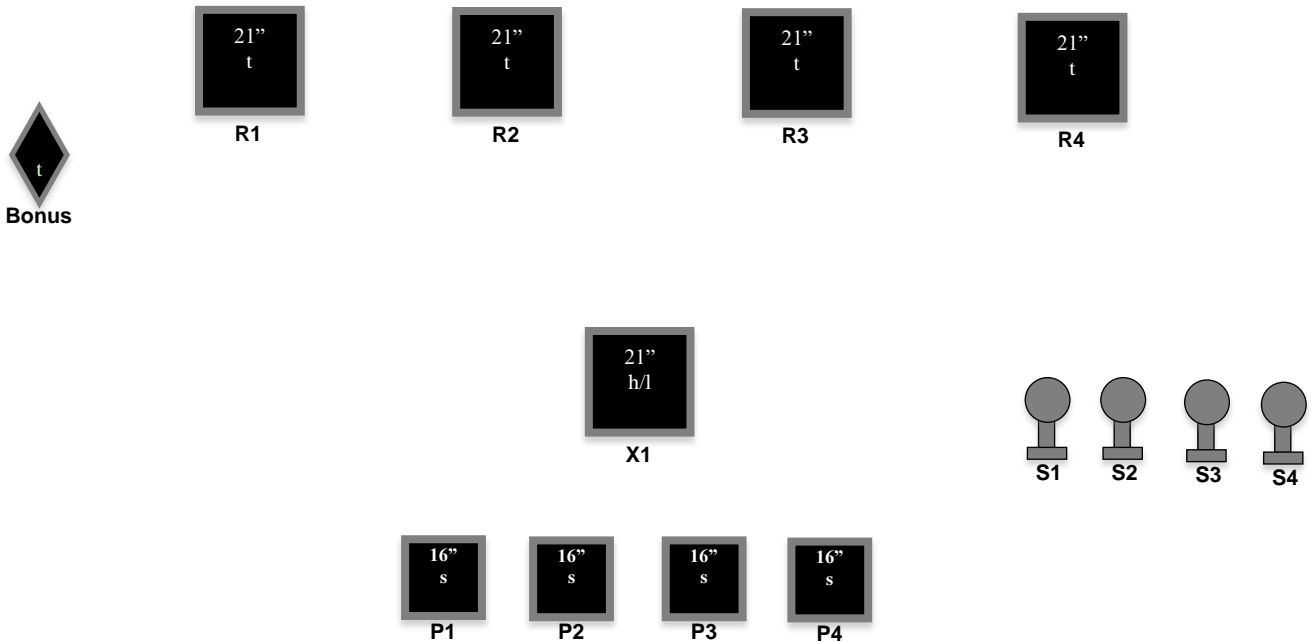 21”
t
R1
21”
t
R2
21”
t
R3
21”
t
R4
t
Bonus
21”
h/l
X1
S1
S2
S3
S4
16”
s
P1
16”
s
P2
16”
s
P3
16”
s
P4